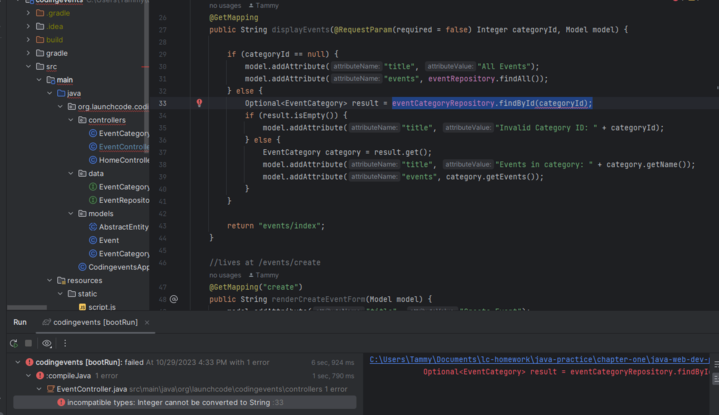 codingevents
.gradle
.idea
build
gradle
src
main
java
org.launchcode.codi
controllers
EventCategory
EventControlle
HomeController
data
EventCategory
EventReposito
models
AbstractEntity
Event
EventCategory
CodingeventsApp
resources
static
script.js
no usages Tammy
26 @GetMapping
27 public String displayEvents(@RequestParam(required = false) Integer categoryId, Model model) {
28
29 if (categoryId == null) {
30 model.addAttribute( attributeName: "title", attributeValue: "All Events");
31 model.addAttribute( attributeName: "events", eventRepository.findAll());
32 } else {
33 Optional<EventCategory> result = eventCategoryRepository.findById(categoryId);
34 if (result.isEmpty()) {
35 model.addAttribute( attributeName: "title", attributeValue: "Invalid Category ID: " + categoryId);
36 } else {
37 EventCategory category = result.get();
38 model.addAttribute( attributeName: "title", attributeValue: "Events in category: " + category.getName());
39 model.addAttribute( attributeName: "events", category.getEvents());
40 }
41 }
42
43 return "events/index";
44 }
45
46 //lives at /events/create
no usages Tammy
47 @GetMapping("create")
48 public String renderCreateEventForm(Model model) {
Run codingevents [bootRun]
codingevents [bootRun]: failed At 10/29/2023 4:33 PM with 1 error 6 sec, 924 ms
:compileJava 1 error 1 sec, 790 ms
EventController.java src\main\java\org\launchcode\codingevents\controllers 1 error
incompatible types: Integer cannot be converted to String :33
C:\Users\Tammy\Documents\lc-homework\java-practice\chapter-one\java-web-dev-
Optional<EventCategory> result = eventCategoryRepository.findById